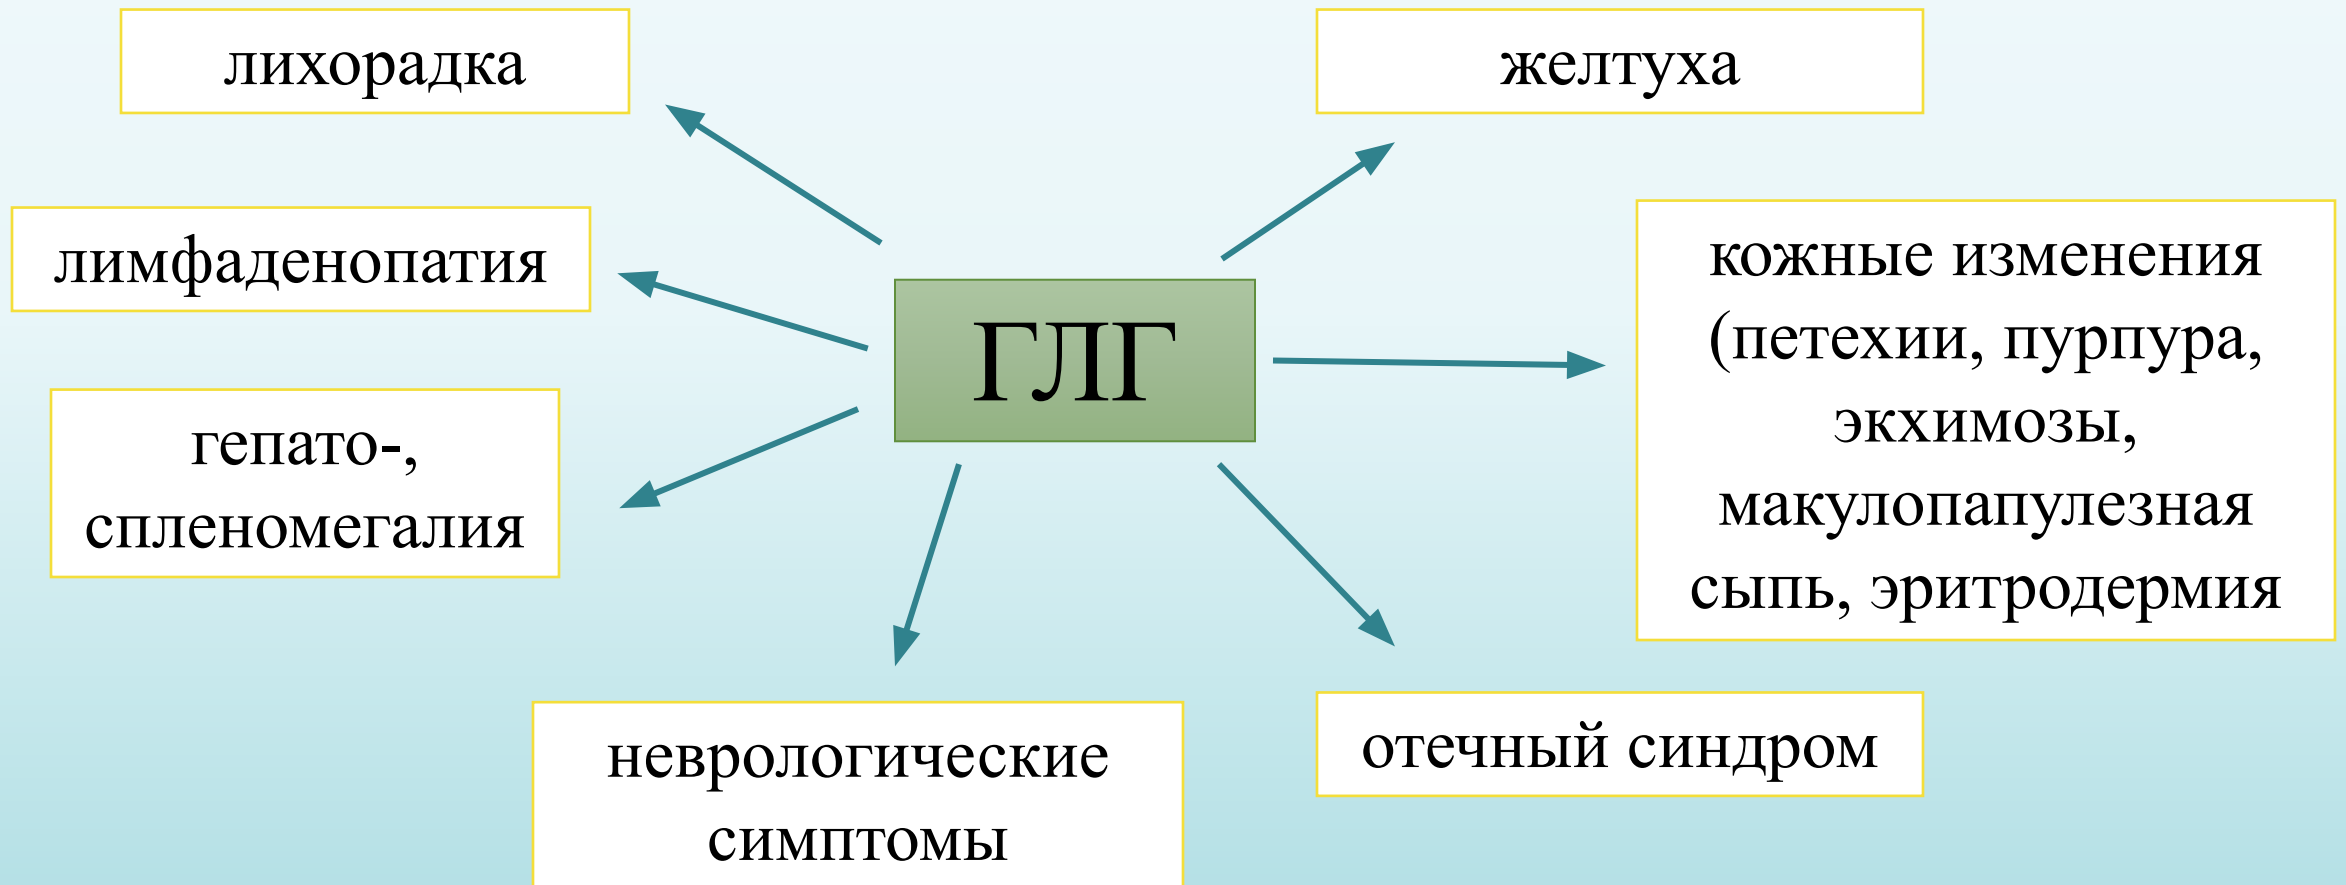 лихорадка
желтуха
лимфаденопатия
ГЛГ
кожные изменения
(петехии, пурпура,
экхимозы,
макулопапулезная
сыпь, эритродермия
гепато-,
спленомегалия
неврологические
симптомы
отечный синдром